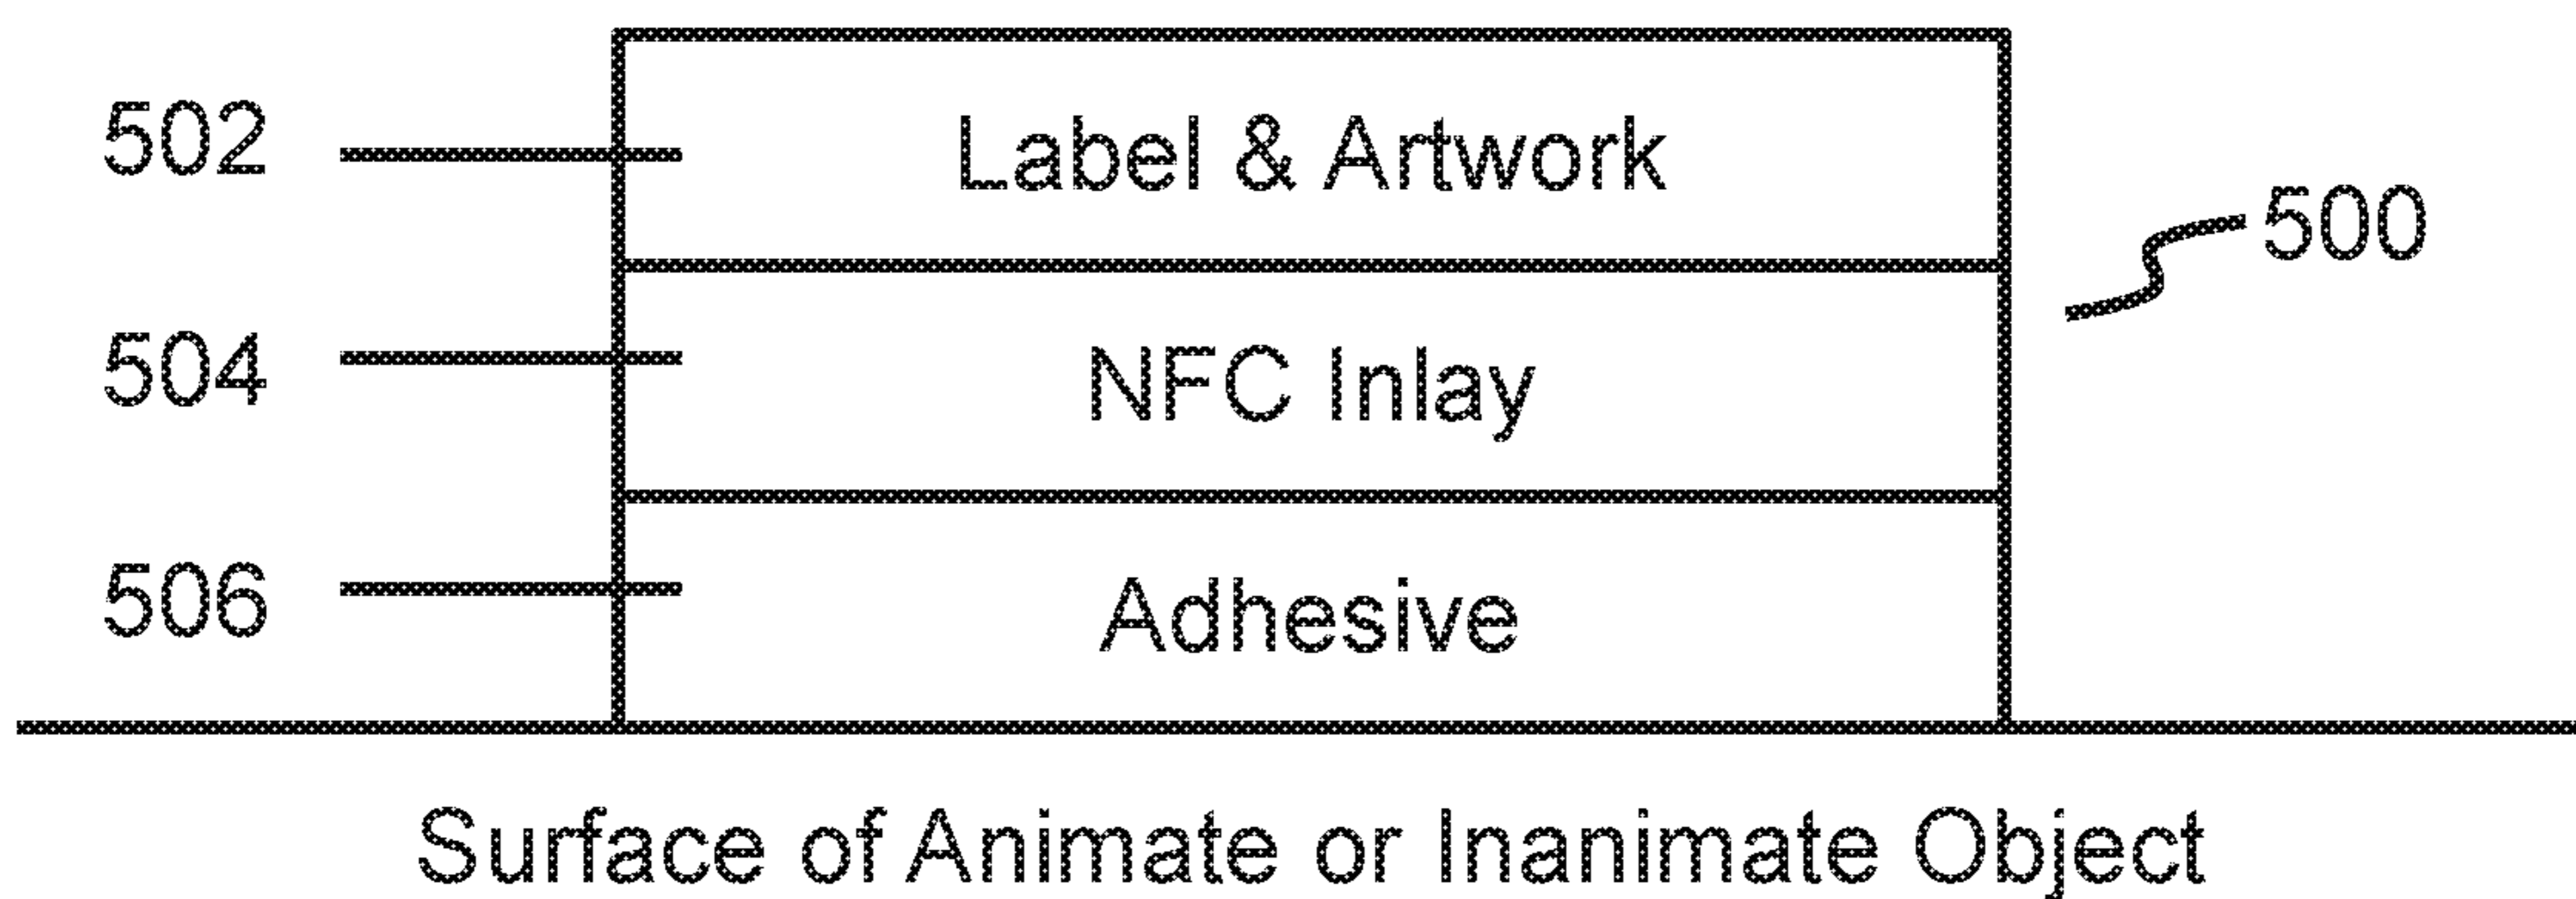 502
Label & Artwork
500
504
NFC Inlay
506
Adhesive
Surface of Animate or Inanimate Object